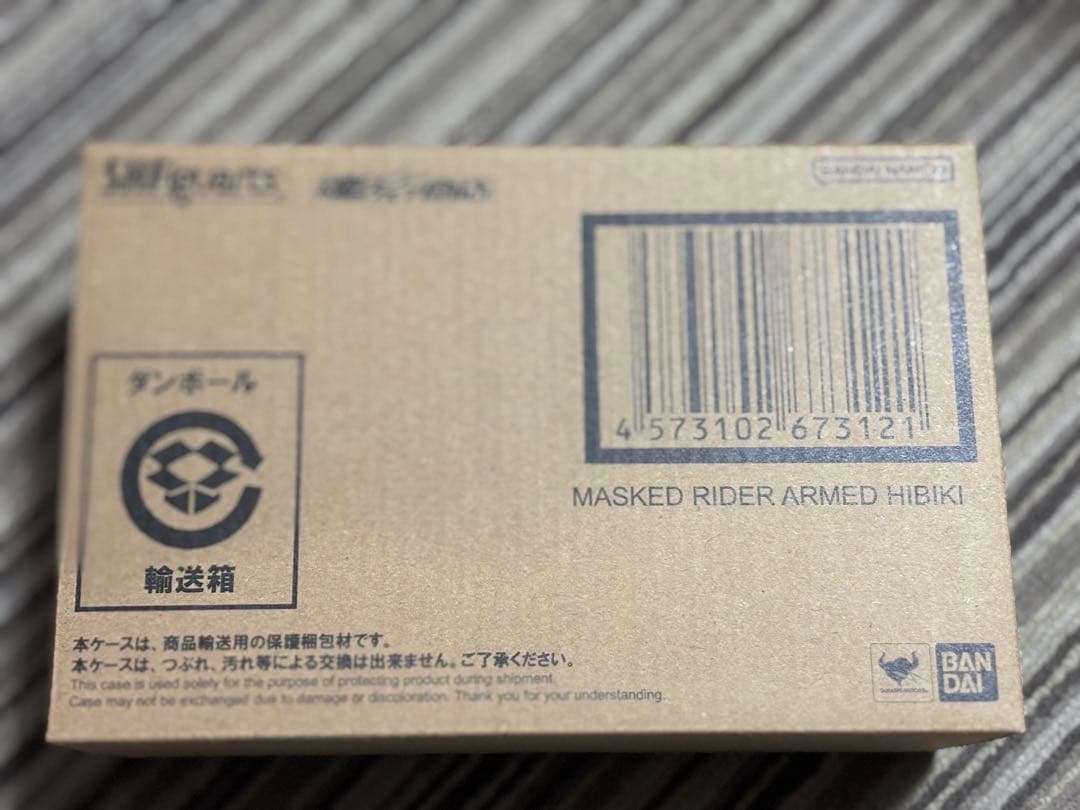 S.H.Figuarts
BANDAI NAMCO
4 573102 673121
MASKED RIDER ARMED HIBIKI
ダンボール
輸送箱
本ケースは、商品輸送用の保護梱包材です。
本ケースは、つぶれ、汚れ等による交換は出来ません。ご了承ください。
This case is used solely for the purpose of protecting product during shipment.
Case may not be exchanged due to damage or discoloration. Thank you for your understanding.
TAMASHII NATIONS
BAN
DAI